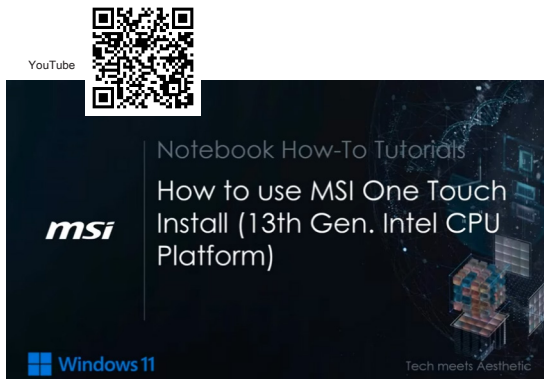 YouTube
Notebook How-To Tutorials
How to use MSI One Touch
Install (13th Gen. Intel CPU
Platform)
msi
Windows 11
Tech meets Aesthetic